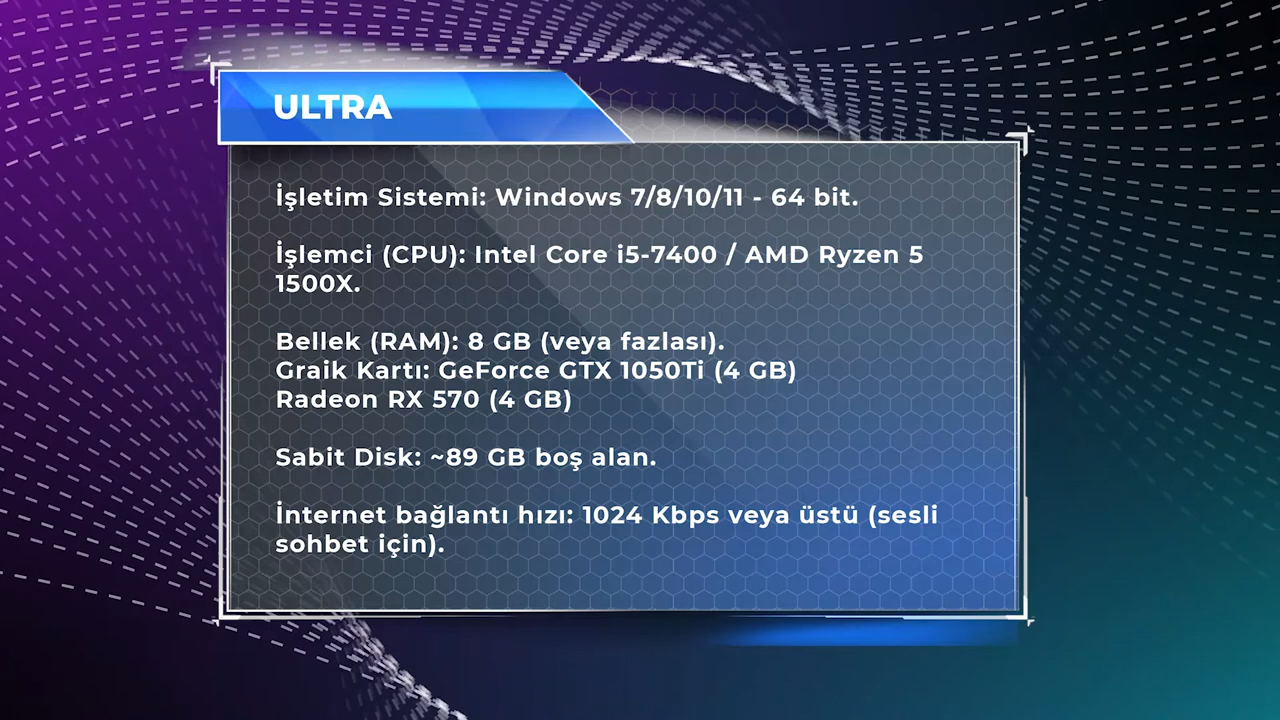 ULTRA
İşletim Sistemi: Windows 7/8/10/11 - 64 bit.
İşlemci (CPU): Intel Core i5-7400 / AMD Ryzen 5
1500X.
Bellek (RAM): 8 GB (veya fazlası).
Graik Kartı: GeForce GTX 1050Ti (4 GB)
Radeon RX 570 (4 GB)
Sabit Disk: ~89 GB boş alan.
İnternet bağlantı hızı: 1024 Kbps veya üstü (sesli
sohbet için).